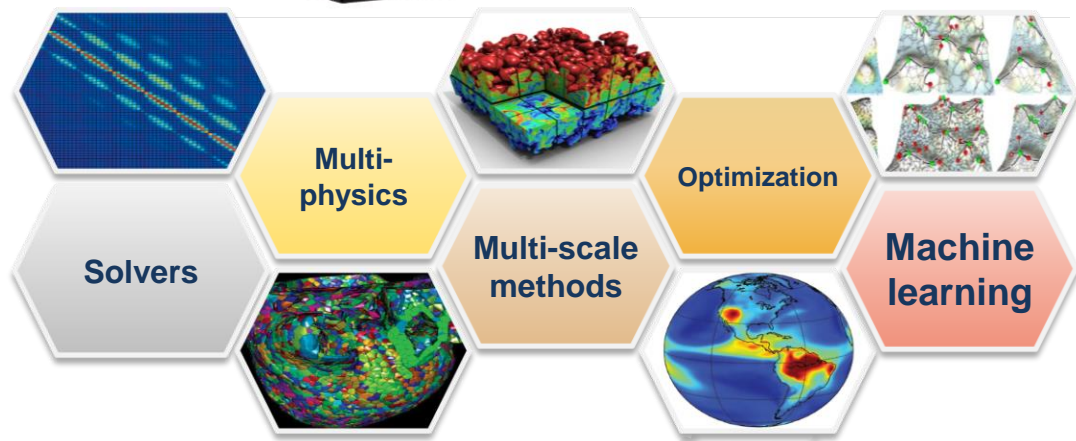 Multi-
physics
Optimization
Solvers
Multi-scale
methods
Machine
learning